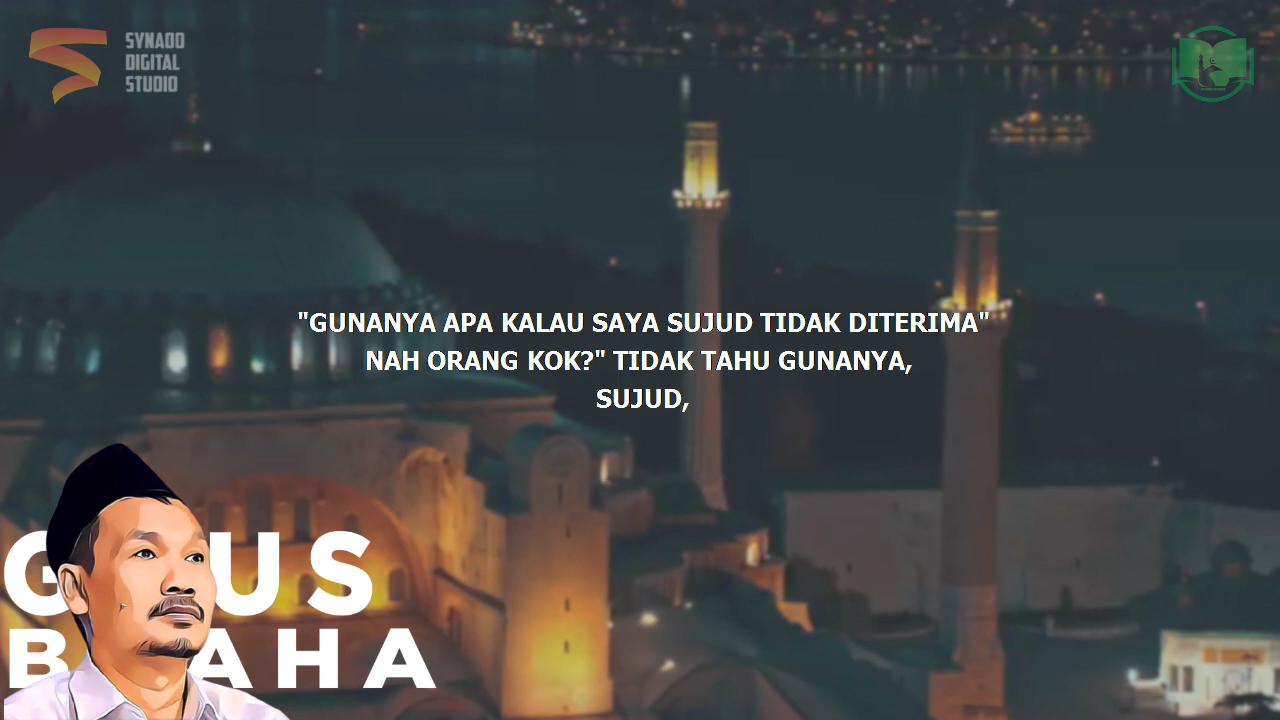 SYNADO
DIGITAL
STUDIO
"GUNANYA APA KALAU SAYA SUJUD TIDAK DITERIMA"
NAH ORANG KOK?" TIDAK TAHU GUNANYA,
SUJUD,